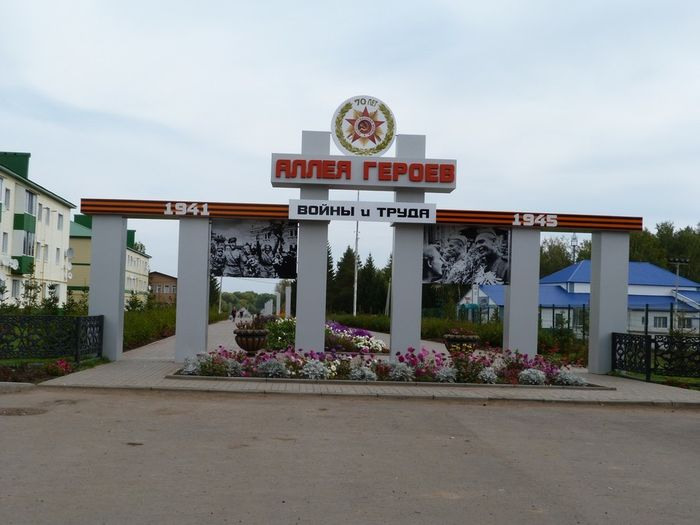 70 ЛЕТ
АЛЛЕЯ ГЕРОЕВ
ВОЙНЫ и ТРУДА
1941
1945